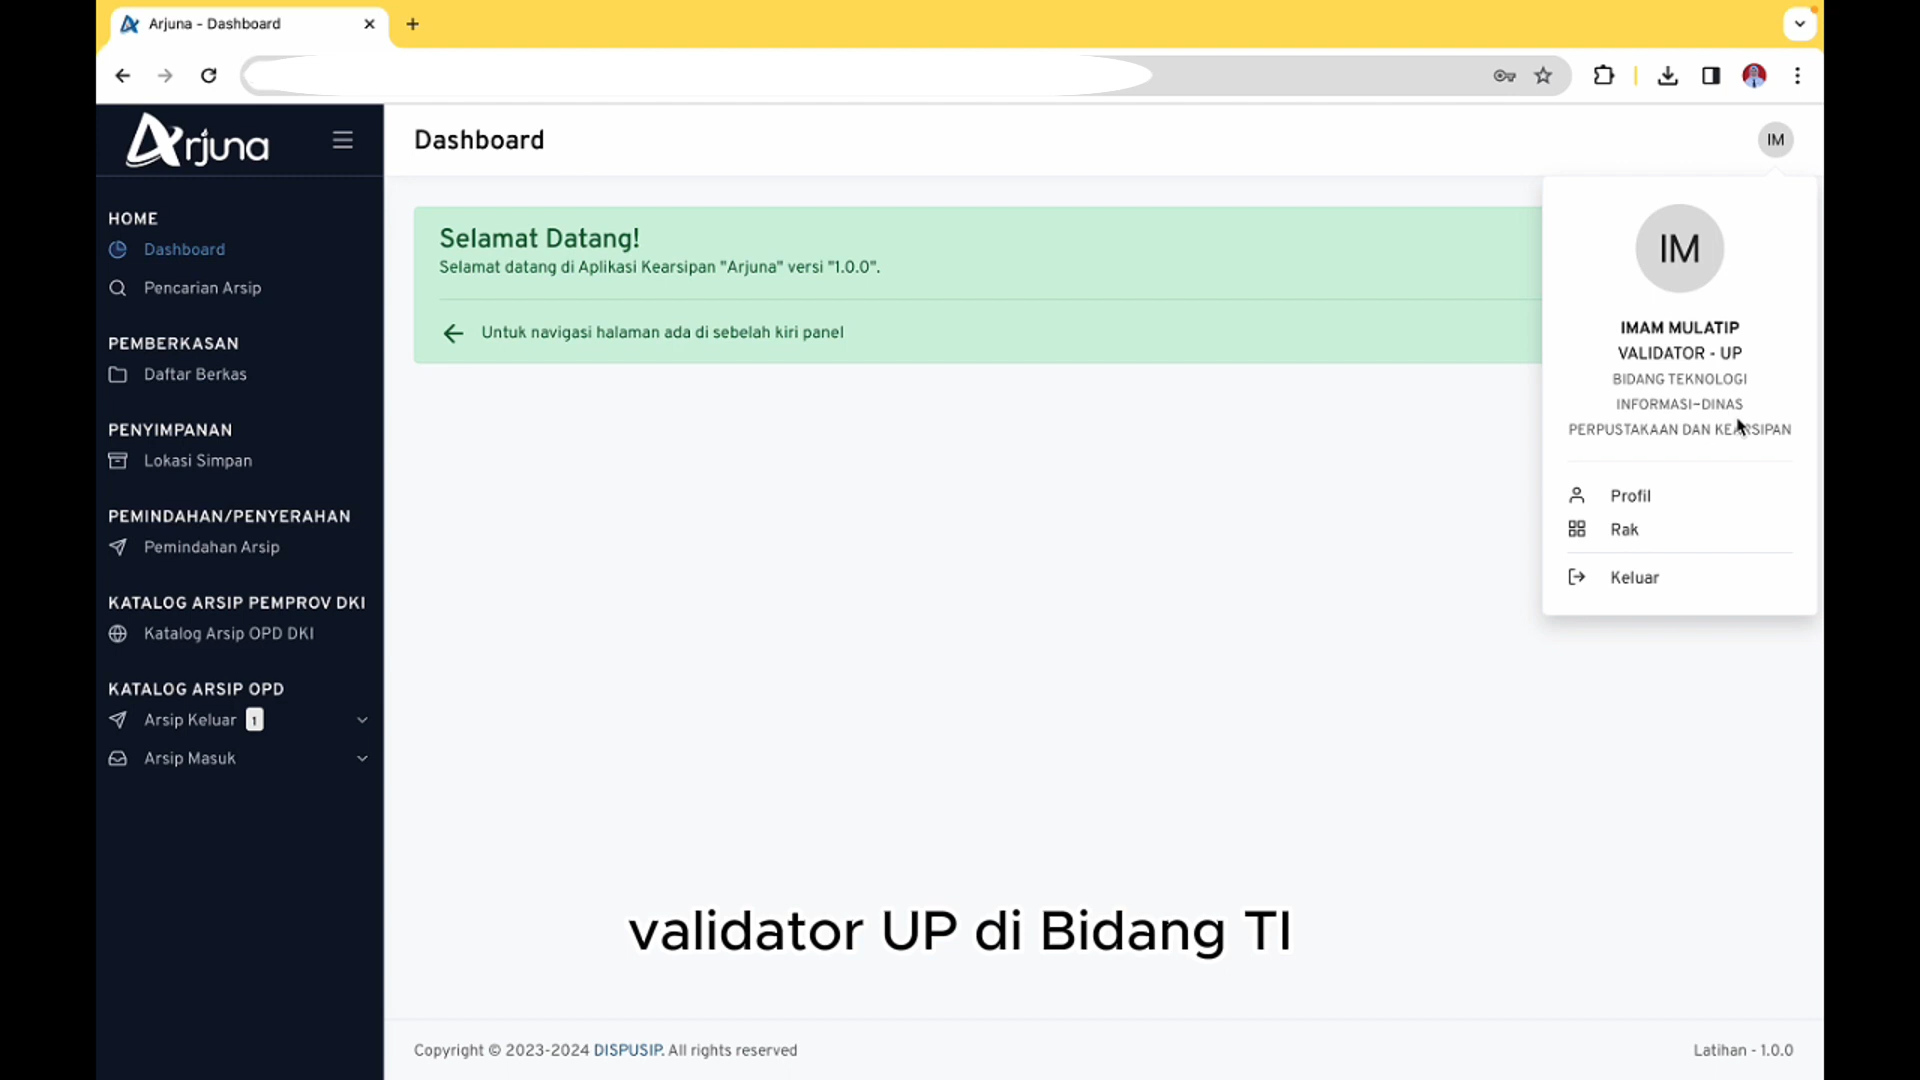 Arjuna - Dashboard
Arjuna
Dashboard
IM
HOME
Dashboard
Pencarian Arsip
PEMBERKASAN
Daftar Berkas
PENYIMPANAN
Lokasi Simpan
PEMINDAHAN/PENYERAHAN
Pemindahan Arsip
KATALOG ARSIP PEMPROV DKI
Katalog Arsip OPD DKI
KATALOG ARSIP OPD
Arsip Keluar 1
Arsip Masuk
Selamat Datang!
Selamat datang di Aplikasi Kearsipan "Arjuna" versi "1.0.0".
Untuk navigasi halaman ada di sebelah kiri panel
IM
IMAM MULATIP
VALIDATOR - UP
BIDANG TEKNOLOGI
INFORMASI-DINAS
PERPUSTAKAAN DAN KEARSIPAN
Profil
Rak
Keluar
validator UP di Bidang TI
Copyright © 2023-2024 DISPUSIP. All rights reserved
Latihan - 1.0.0